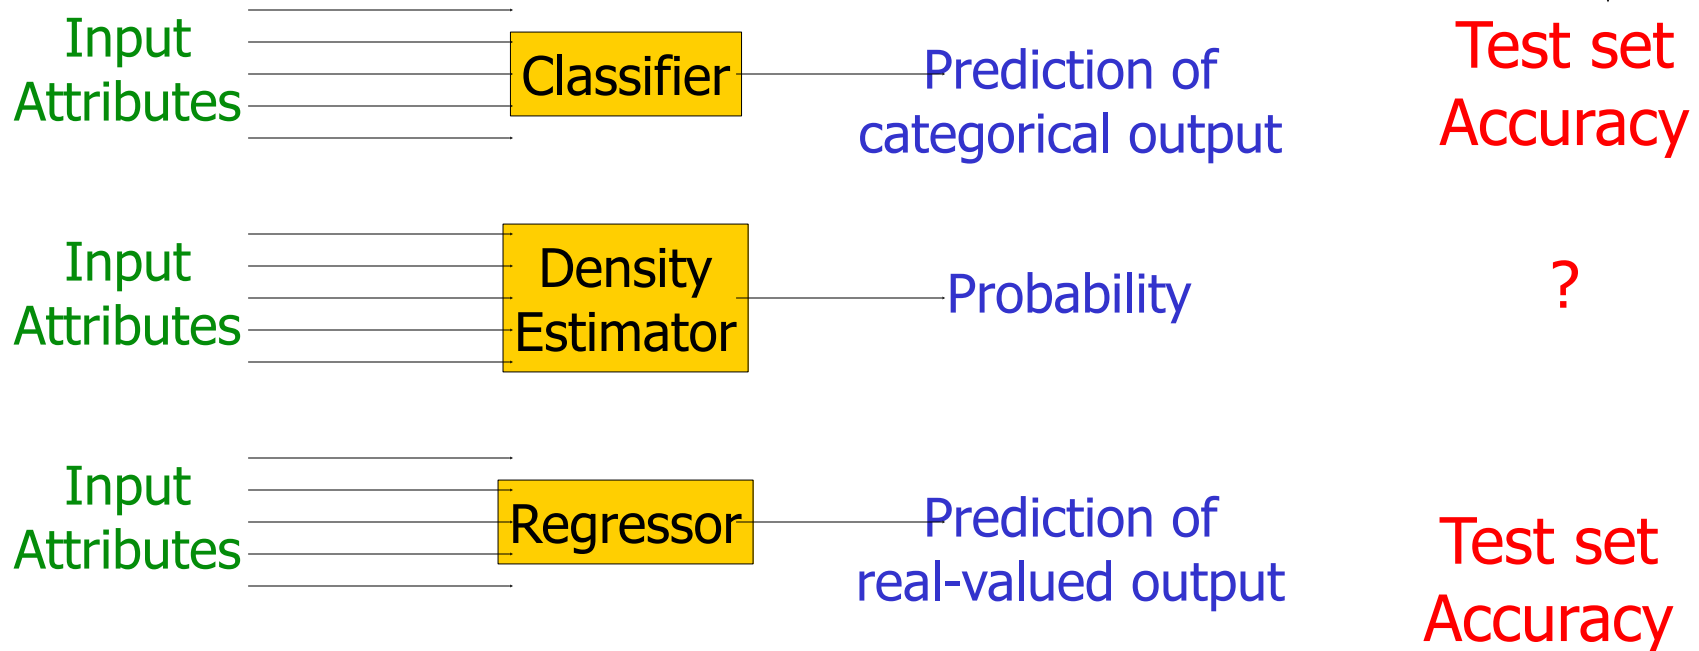 Input
Attributes
Classifier
Prediction of
categorical output
Test set
Accuracy
Input
Attributes
Density
Estimator
Probability
?
Input
Attributes
Regressor
Prediction of
real-valued output
Test set
Accuracy